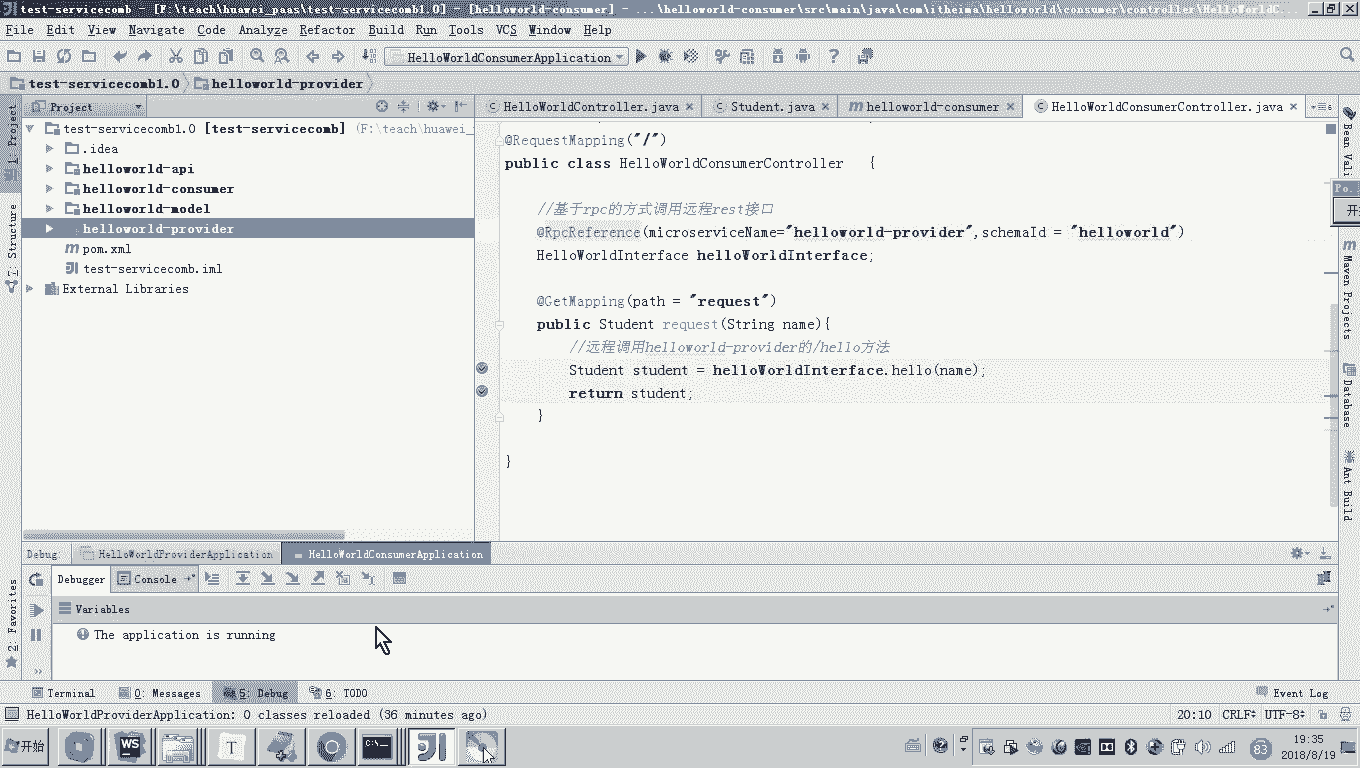 test-servicecomb - [F:\teach\huawei_paas\test-servicecomb1.0] - [helloworld-consumer] - ...\helloworld-consumer\src\main\java\com\itheima\helloworld\consumer\controller\HelloWorldC...
File Edit View Navigate Code Analyze Refactor Build Run Tools VCS Window Help
HelloWorldConsumerApplication
test-servicecomb1.0 helloworld-provider
Project
HelloWorldController.java Student.java helloworld-consumer HelloWorldConsumerController.java
test-servicecomb1.0 [test-servicecomb] (F:\teach\huawei_
.idea
helloworld-api
helloworld-consumer
helloworld-model
helloworld-provider
pom.xml
test-servicecomb.iml
External Libraries
@RequestMapping("/")
public class HelloWorldConsumerController {
//基于rpc的方式调用远程rest接口
@RpcReference(microserviceName="helloworld-provider",schemaId = "helloworld")
HelloWorldInterface helloWorldInterface;
@GetMapping(path = "request")
public Student request(String name){
//远程调用helloworld-provider的/hello方法
Student student = helloWorldInterface.hello(name);
return student;
}
}
1: Project
7: Structure
2: Favorites
Bean Vali
Po..
开
Maven Projects
Database
Ant Build
Debug: HelloWorldProviderApplication HelloWorldConsumerApplication
Debugger Console
Variables
The application is running
Terminal 0: Messages 5: Debug 6: TODO Event Log
HelloWorldProviderApplication: 0 classes reloaded (36 minutes ago) 20:10 CRLF UTF-8
开始 WS T 83 19:35
2018/8/19